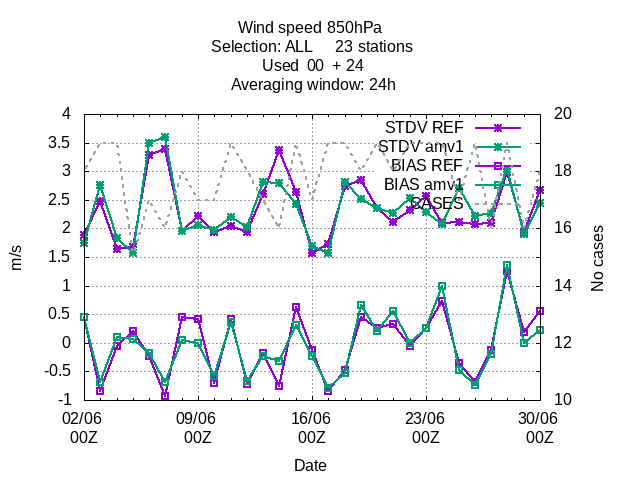 Wind speed 850hPa
Selection: ALL     23 stations
Used  00  + 24
Averaging window: 24h
4
3.5
3
2.5
2
1.5
1
0.5
0
-0.5
-1
m/s
20
18
16
14
12
10
No cases
STDV REF
STDV amv1
BIAS REF
BIAS amv1
CASES
02/06 09/06 16/06 23/06 30/06
00Z 00Z 00Z 00Z 00Z
Date